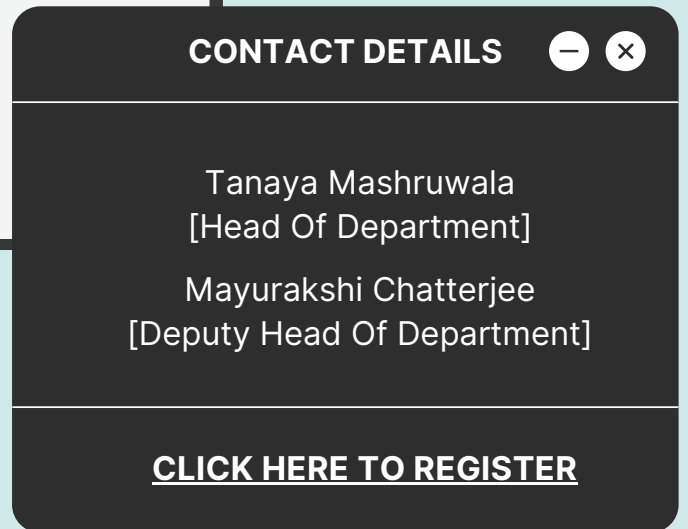 CONTACT DETAILS
Tanaya Mashruwala
[Head Of Department]
Mayurakshi Chatterjee
[Deputy Head Of Department]
CLICK HERE TO REGISTER